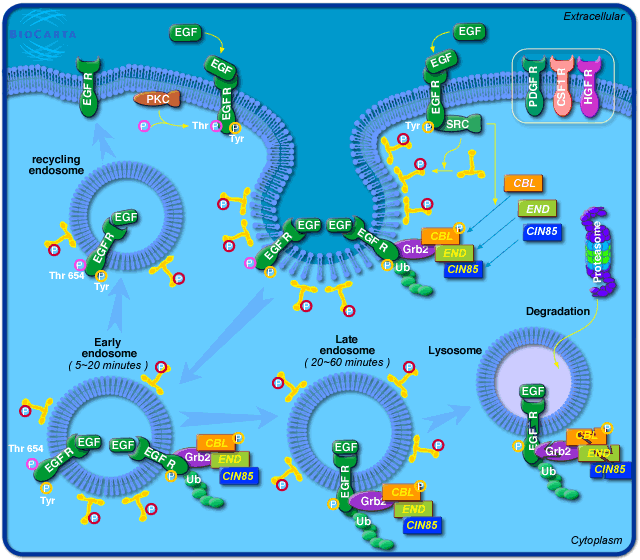 BIOCARTA
Extracellular
EGF
EGF
EGFR
PKC
P
Thr
P
P
Tyr
EGF
EGF
EGFR
Tyr
P
SRC
PDGFR
CSF1R
HGFR
P
P
P
P
P
P
CBL
END
CIN85
recycling
endosome
EGF
EGFR
P
Thr 654
P
Tyr
P
P
EGF
EGFR
P
P
EGF
EGFR
P
Grb2
CBL
P
END
CIN85
Ub
P
P
Proteasome
Degradation
Early
endosome
( 5~20 minutes )
P
P
Thr 654
P
EGF
EGFR
P
Tyr
EGF
EGFR
P
Grb2
CBL
P
END
CIN85
Ub
P
P
Late
endosome
( 20~60 minutes )
P
P
P
EGF
EGFR
P
Grb2
CBL
P
END
CIN85
Ub
Lysosome
EGF
EGFR
P
Grb2
CBL
P
END
CIN85
Ub
Cytoplasm